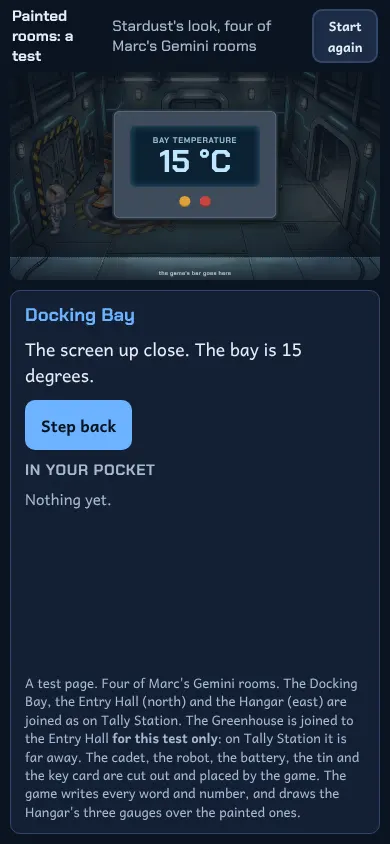 Painted rooms: a test
Stardust's look, four of Marc's Gemini rooms
Start again
BAY TEMPERATURE
15 °C
the game's bar goes here
Docking Bay
The screen up close. The bay is 15
degrees.
Step back
IN YOUR POCKET
Nothing yet.
A test page. Four of Marc's Gemini rooms. The Docking
Bay, the Entry Hall (north) and the Hangar (east) are
joined as on Tally Station. The Greenhouse is joined to
the Entry Hall for this test only: on Tally Station it is
far away. The cadet, the robot, the battery, the tin and
the key card are cut out and placed by the game. The
game writes every word and number, and draws the
Hangar's three gauges over the painted ones.